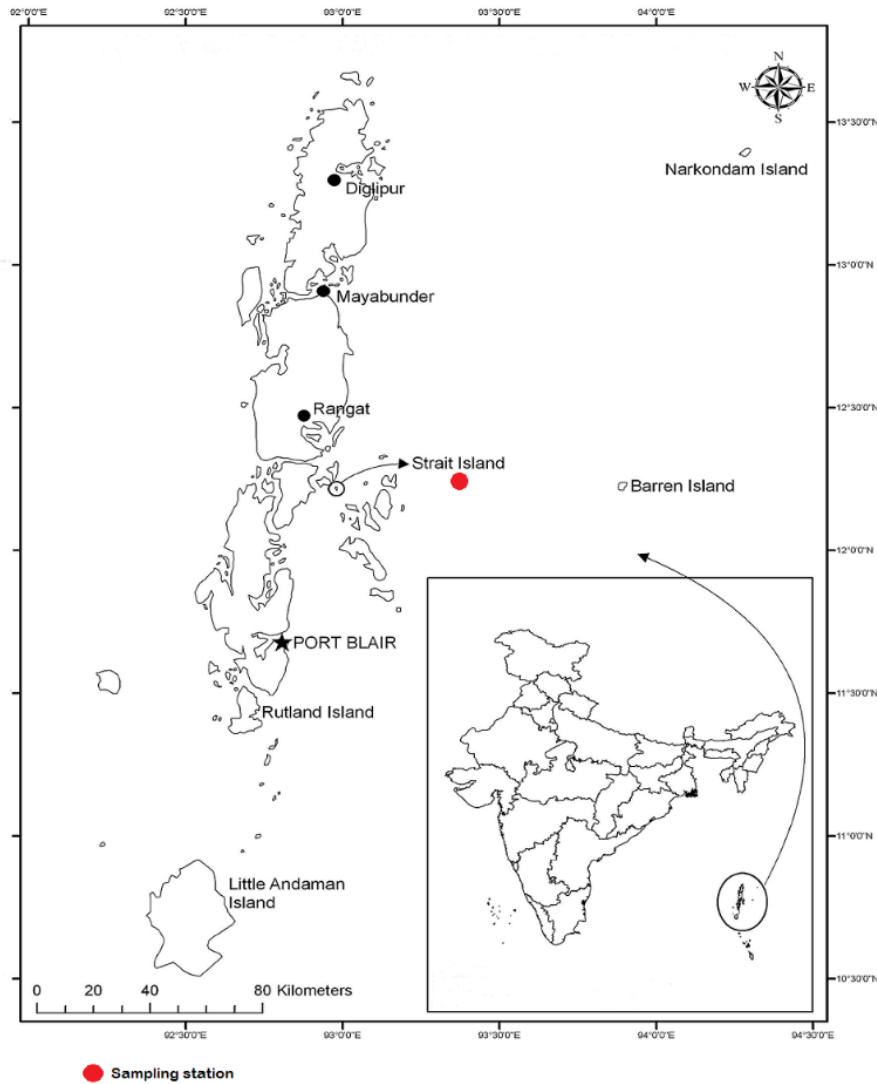 92°0'0"E
92°30'0"E
93°0'0"E
93°30'0"E
94°0'0"E
N
W
E
S
13°30'0"N
Narkondam Island
Diglipur
13°0'0"N
Mayabunder
12°30'0"N
Rangat
Strait Island
Barren Island
12°0'0"N
PORT BLAIR
11°30'0"N
Rutland Island
11°0'0"N
Little Andaman
Island
10°30'0"N
0
20
40
80 Kilometers
92°30'0"E
93°0'0"E
93°30'0"E
94°0'0"E
94°30'0"E
Sampling station